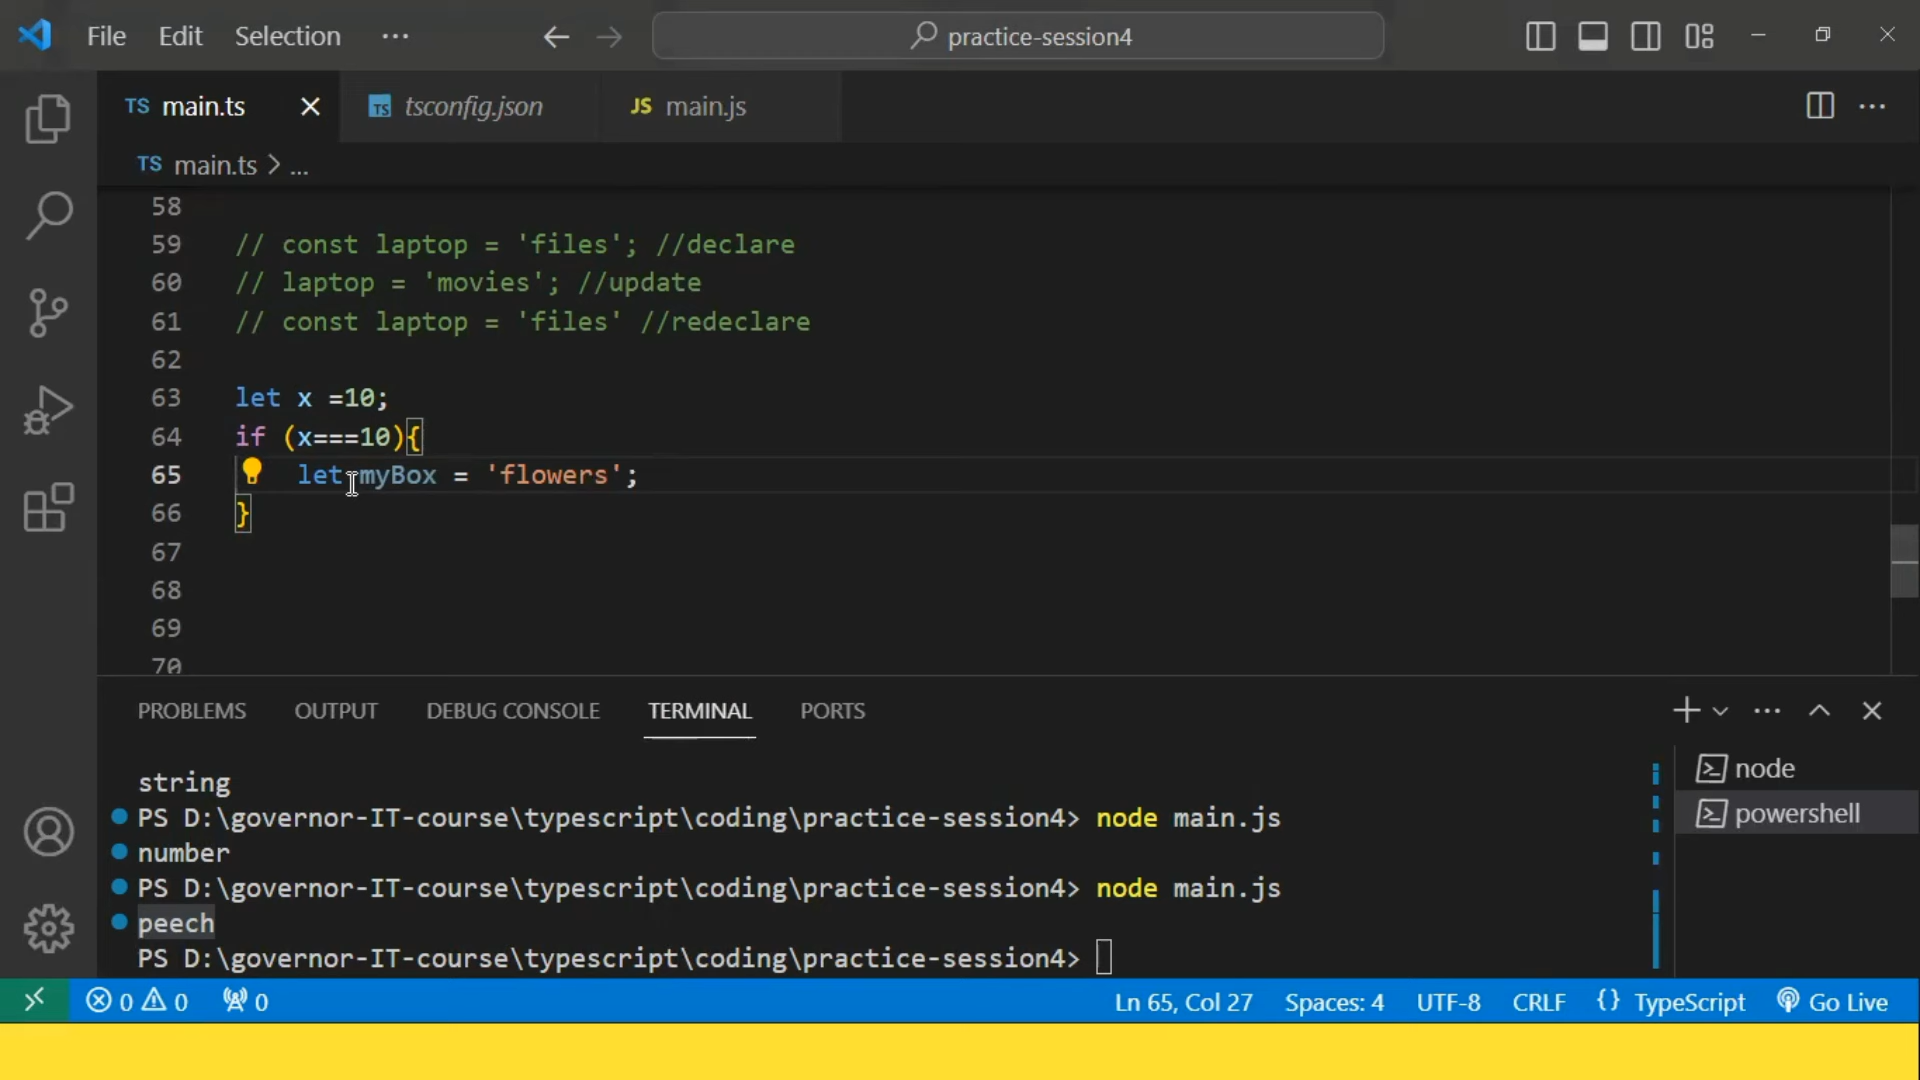 File Edit Selection ··· practice-session4
TS main.ts tsconfig.json JS main.js
TS main.ts > ...
58
59 // const laptop = 'files'; //declare
60 // laptop = 'movies'; //update
61 // const laptop = 'files' //redeclare
62
63 let x =10;
64 if (x===10){
65 let myBox = 'flowers';
66 }
67
68
69
70
PROBLEMS OUTPUT DEBUG CONSOLE TERMINAL PORTS
string
PS D:\governor-IT-course\typescript\coding\practice-session4> node main.js
number
PS D:\governor-IT-course\typescript\coding\practice-session4> node main.js
peech
PS D:\governor-IT-course\typescript\coding\practice-session4>
node
powershell
0 0 0 Ln 65, Col 27 Spaces: 4 UTF-8 CRLF {} TypeScript Go Live